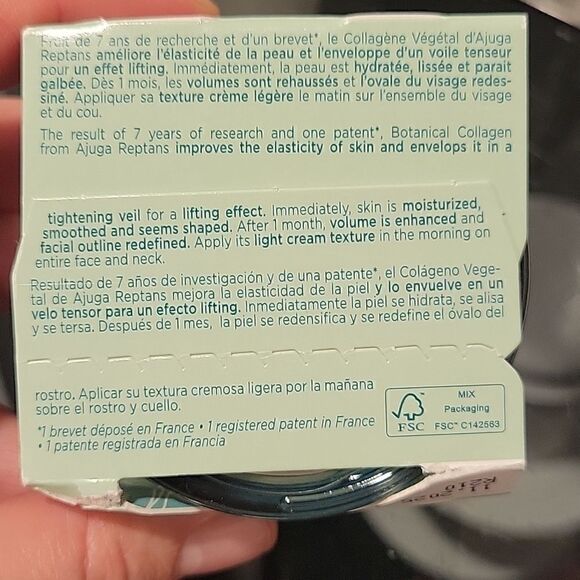 Fruit de 7 ans de recherche et d'un brevet*, le Collagène Végétal d'Ajuga
Reptans améliore l'élasticité de la peau et l'enveloppe d'un voile tenseur
pour un effet lifting. Immédiatement, la peau est hydratée, lissée et parait
galbée. Dès 1 mois, les volumes sont rehaussés et l'ovale du visage redes-
siné. Appliquer sa texture crème légère le matin sur l'ensemble du visage
et du cou.
The result of 7 years of research and one patent*, Botanical Collagen
from Ajuga Reptans improves the elasticity of skin and envelops it in a
tightening veil for a lifting effect. Immediately, skin is moisturized,
smoothed and seems shaped. After 1 month, volume is enhanced and
facial outline redefined. Apply its light cream texture in the morning on
entire face and neck.
Resultado de 7 años de investigación y de una patente*, el Colágeno Vege-
tal de Ajuga Reptans mejora la elasticidad de la piel y lo envuelve en un
velo tensor para un efecto lifting. Inmediatamente la piel se hidrata, se alisa
y se tersa. Después de 1 mes, la piel se redensifica y se redefine el óvalo del
rostro. Aplicar su textura cremosa ligera por la mañana
sobre el rostro y cuello.
*1 brevet déposé en France • 1 registered patent in France
• 1 patente registrada en Francia
FSC
MIX
Packaging
FSC™ C142583